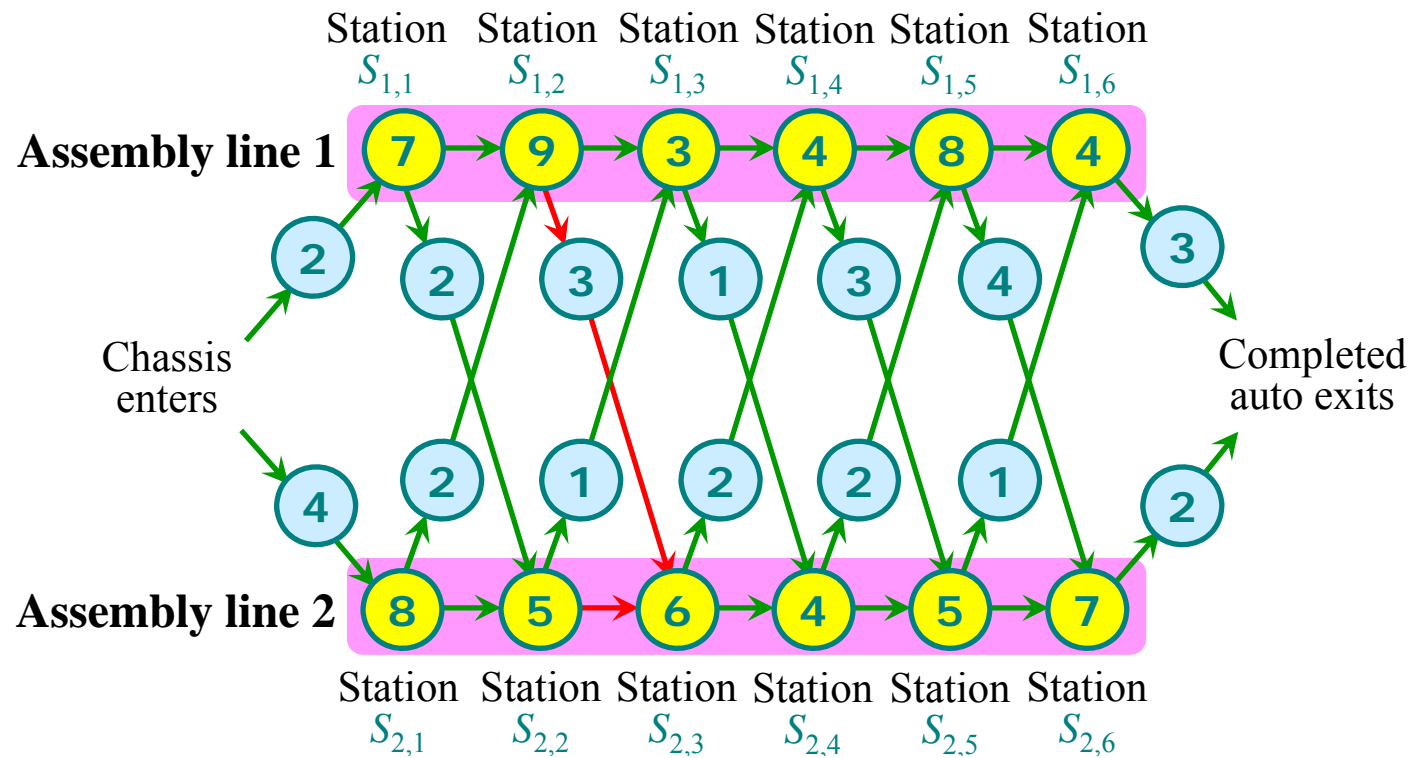 Station Station Station Station Station Station
S1,1 S1,2 S1,3 S1,4 S1,5 S1,6
Assembly line 1
7 9 3 4 8 4
2 2 3 1 3 4 3
Chassis
enters
Completed
auto exits
4 2 1 2 2 1 2
Assembly line 2
8 5 6 4 5 7
Station Station Station Station Station Station
S2,1 S2,2 S2,3 S2,4 S2,5 S2,6